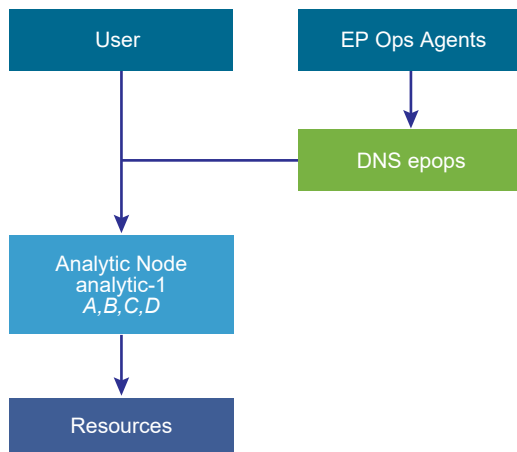 User
EP Ops Agents
DNS epops
Analytic Node
analytic-1
A,B,C,D
Resources